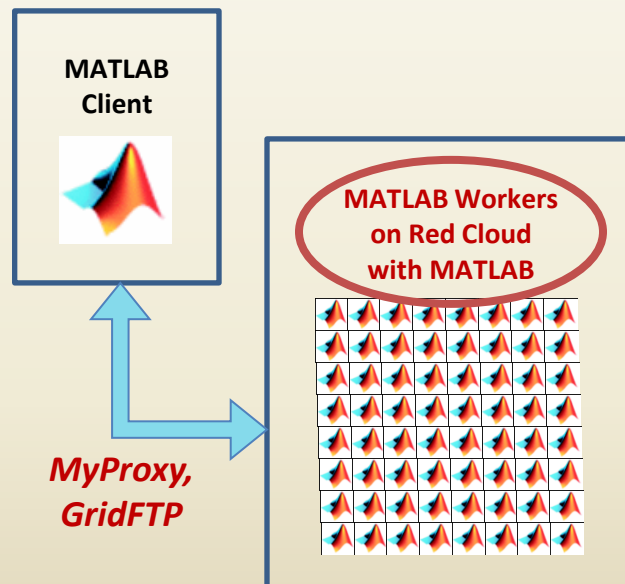 MATLAB
Client
MATLAB Workers
on Red Cloud
with MATLAB
MyProxy,
GridFTP